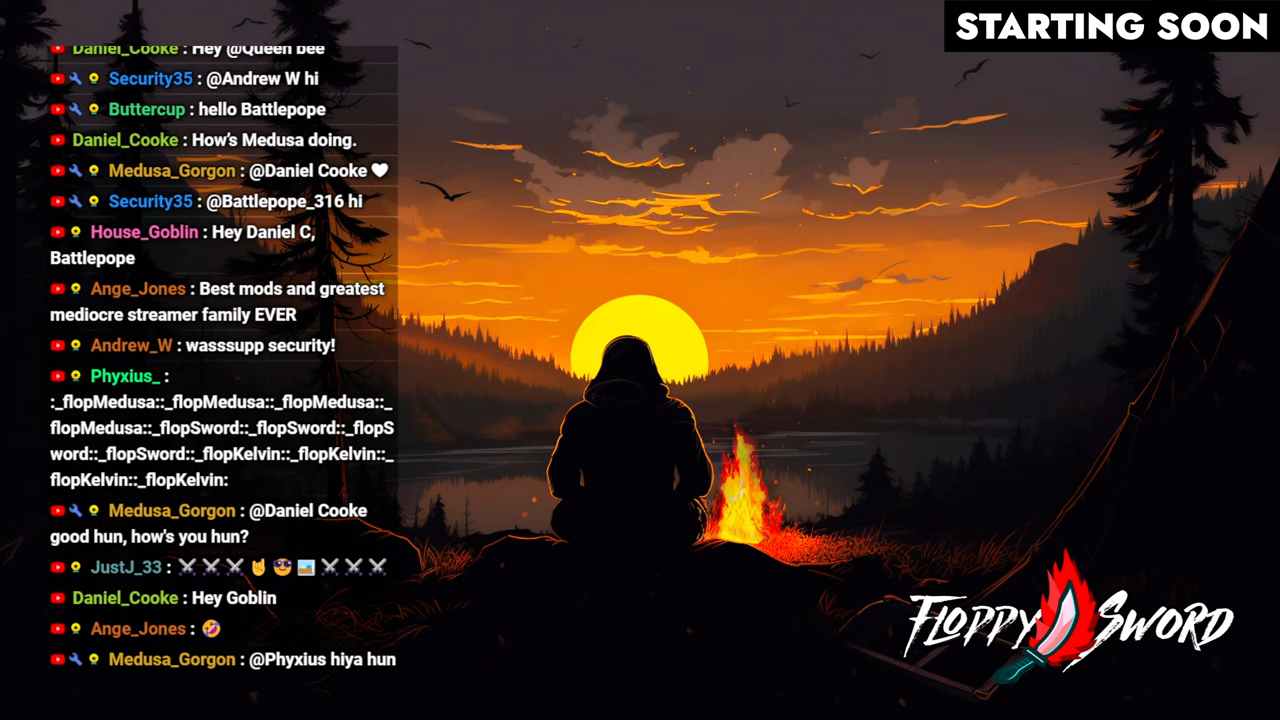 STARTING SOON
Daniel_Cooke : Hey @Queen bee
Security35 : @Andrew W hi
Buttercup : hello Battlepope
Daniel_Cooke : How's Medusa doing.
Medusa_Gorgon : @Daniel Cooke 🤍
Security35 : @Battlepope_316 hi
House_Goblin : Hey Daniel C,
Battlepope
Ange_Jones : Best mods and greatest
mediocre streamer family EVER
Andrew_W : wasssupp security!
Phyxius_ :
:_flopMedusa::_flopMedusa::_flopMedusa::_
flopMedusa::_flopSword::_flopSword::_flopS
word::_flopSword::_flopKelvin::_flopKelvin::_
flopKelvin::_flopKelvin:
Medusa_Gorgon : @Daniel Cooke
good hun, how's you hun?
JustJ_33 : ⚔️⚔️⚔️🤘😎🖼️⚔️⚔️⚔️
Daniel_Cooke : Hey Goblin
Ange_Jones : 🤣
Medusa_Gorgon : @Phyxius hiya hun
FLOPPY SWORD